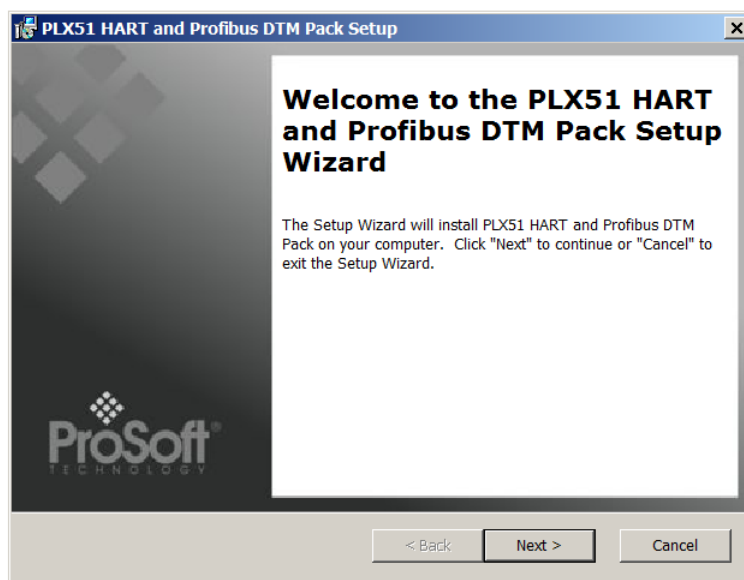 PLX51 HART and Profibus DTM Pack Setup
Welcome to the PLX51 HART
and Profibus DTM Pack Setup
Wizard
The Setup Wizard will install PLX51 HART and Profibus DTM
Pack on your computer. Click "Next" to continue or "Cancel" to
exit the Setup Wizard.
ProSoft®
TECHNOLOGY
< Back
Next >
Cancel